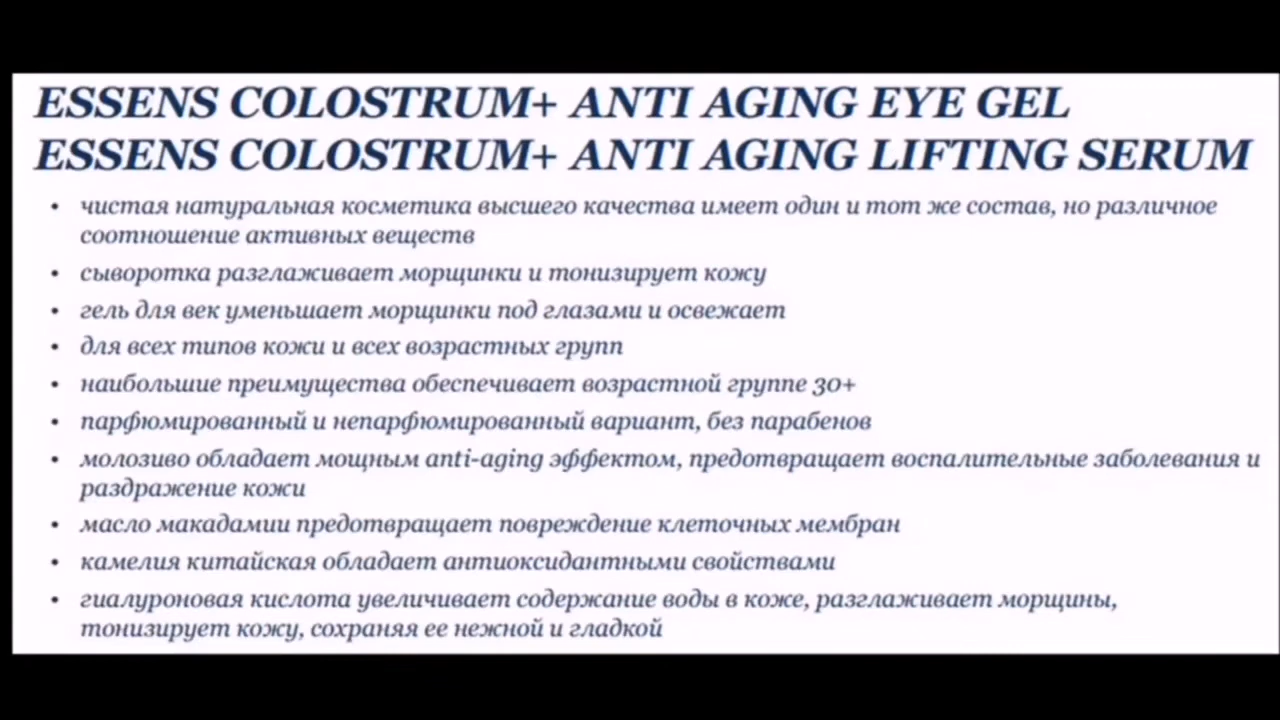 ESSENS COLOSTRUM+ ANTI AGING EYE GEL
ESSENS COLOSTRUM+ ANTI AGING LIFTING SERUM
• чистая натуральная косметика высшего качества имеет один и тот же состав, но различное
соотношение активных веществ
• сыворотка разглаживает морщинки и тонизирует кожу
• гель для век уменьшает морщинки под глазами и освежает
• для всех типов кожи и всех возрастных групп
• наибольшие преимущества обеспечивает возрастной группе 30+
• парфюмированный и непарфюмированный вариант, без парабенов
• молозиво обладает мощным anti-aging эффектом, предотвращает воспалительные заболевания и
раздражение кожи
• масло макадамии предотвращает повреждение клеточных мембран
• камелия китайская обладает антиоксидантными свойствами
• гиалуроновая кислота увеличивает содержание воды в коже, разглаживает морщины,
тонизирует кожу, сохраняя ее нежной и гладкой